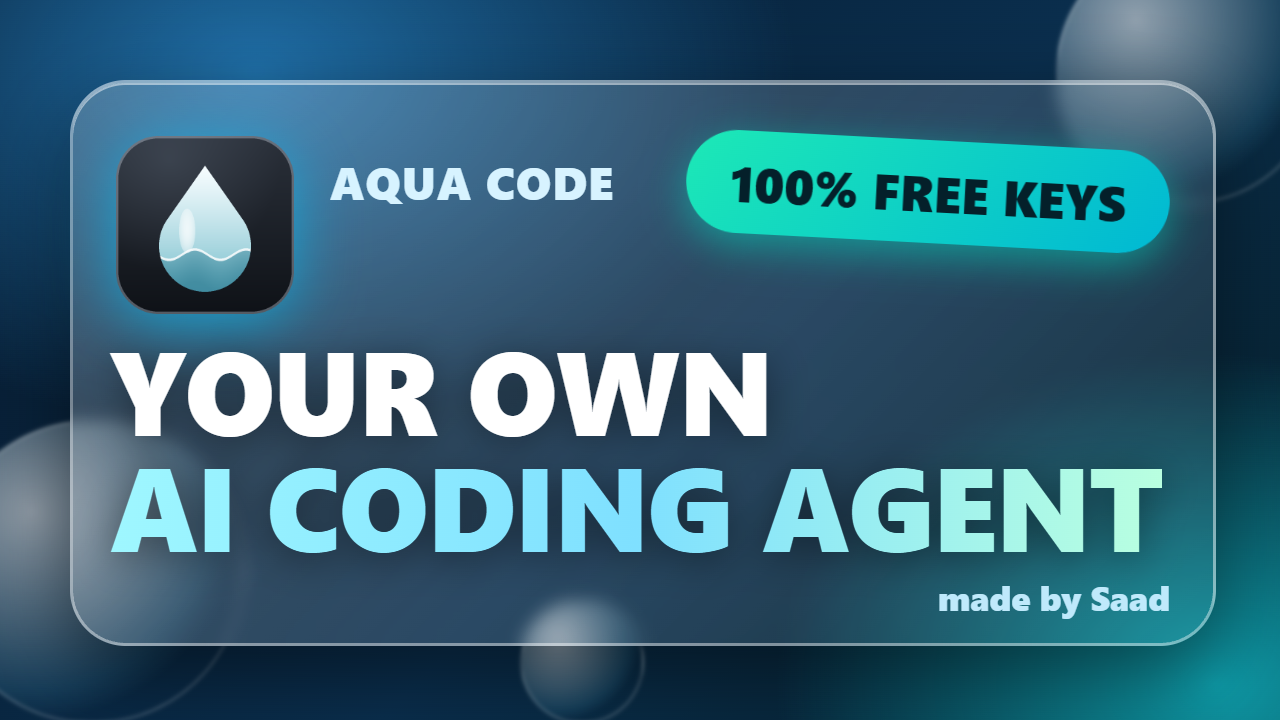 AQUA CODE
100% FREE KEYS
YOUR OWN
AI CODING AGENT
made by Saad